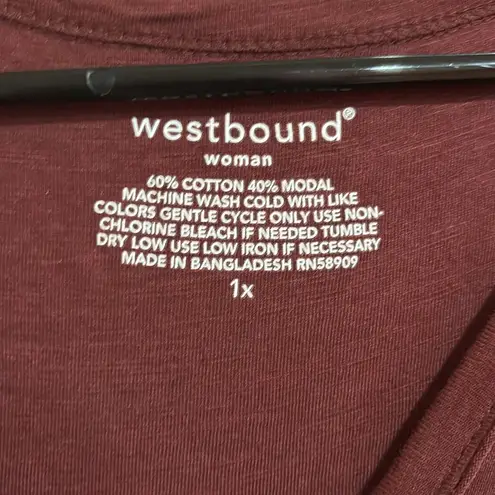 westbound®
woman
60% COTTON 40% MODAL
MACHINE WASH COLD WITH LIKE
COLORS GENTLE CYCLE ONLY USE NON-
CHLORINE BLEACH IF NEEDED TUMBLE
DRY LOW USE LOW IRON IF NECESSARY
MADE IN BANGLADESH RN58909
1x